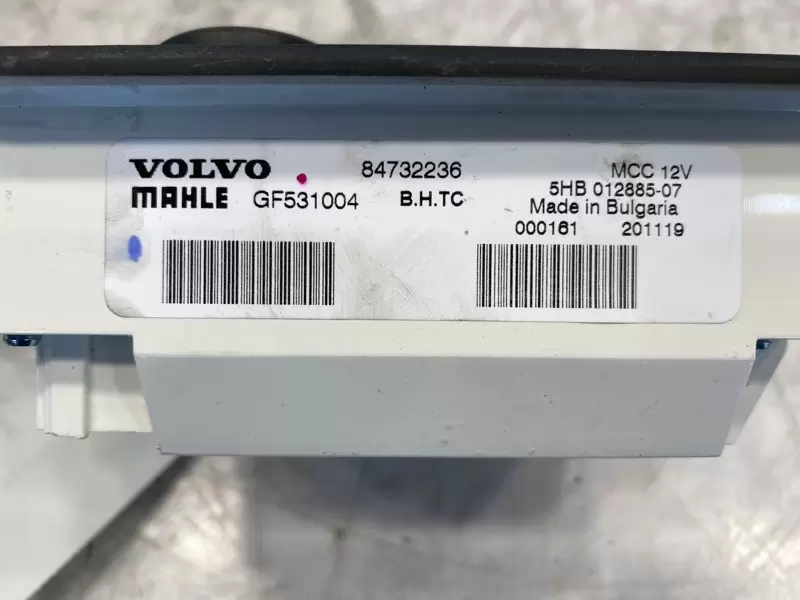 VOLVO 84732236 MCC 12V
MAHLE GF531004 B.H.TC 5HB 012885-07
Made in Bulgaria
000161 201119